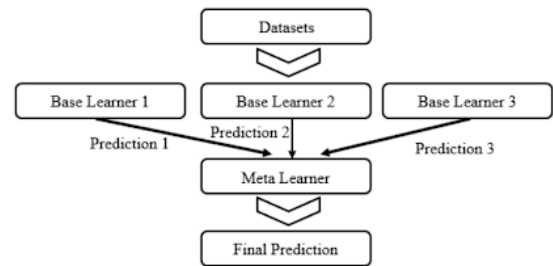 Datasets
Base Learner 1
Base Learner 2
Base Learner 3
Prediction 1
Prediction 2
Prediction 3
Meta Learner
Final Prediction